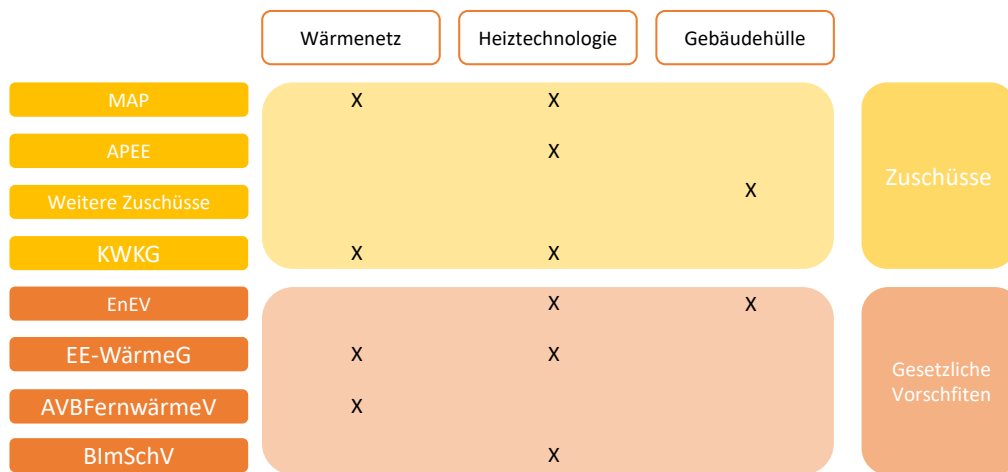 Wärmenetz Heiztechnologie Gebäudehülle
MAP X X
APEE X
Weitere Zuschüsse X
KWKG X X
Zuschüsse
EnEV X X
EE-WärmeG X X
AVBFernwärmeV X
BImSchV X
Gesetzliche
Vorschfiten